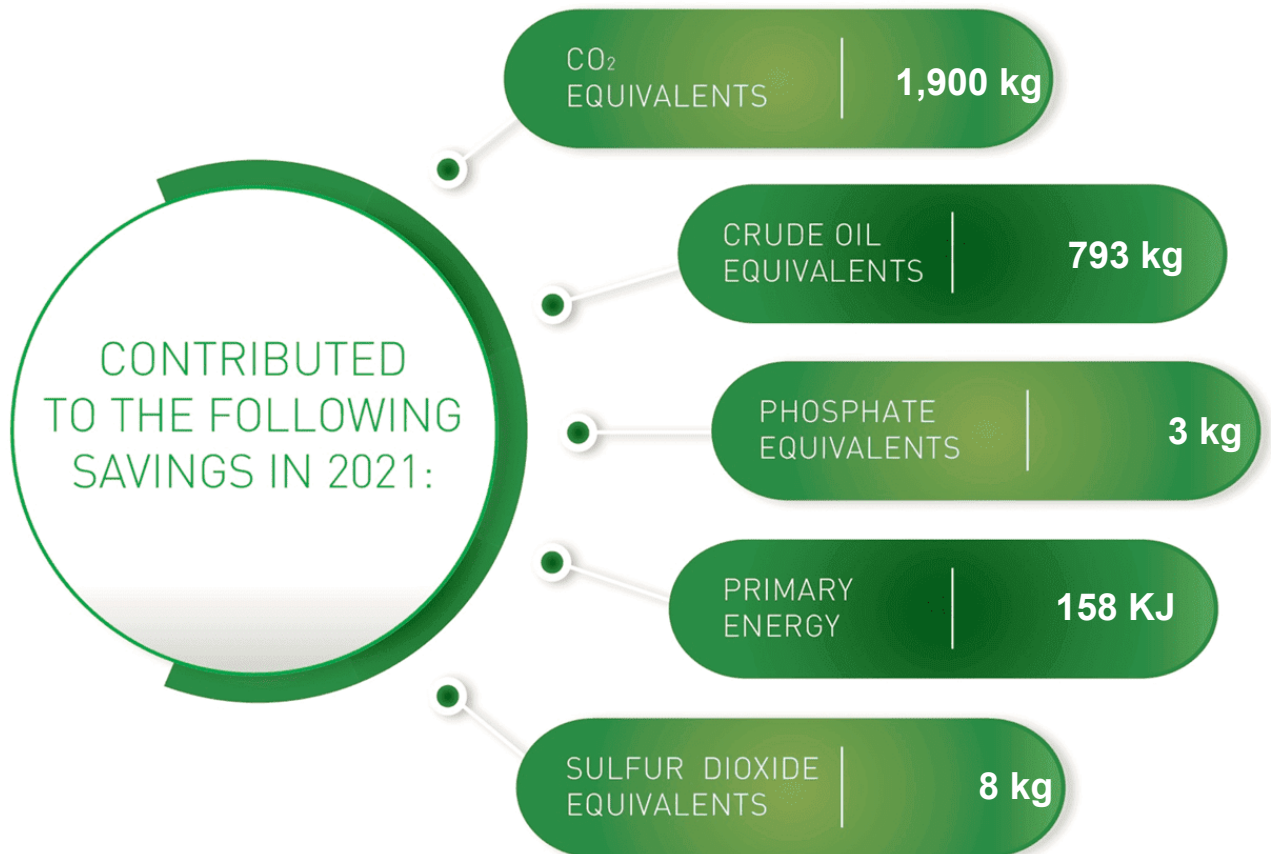 CONTRIBUTED
TO THE FOLLOWING
SAVINGS IN 2021:
CO₂
EQUIVALENTS
1,900 kg
CRUDE OIL
EQUIVALENTS
793 kg
PHOSPHATE
EQUIVALENTS
3 kg
PRIMARY
ENERGY
158 KJ
SULFUR DIOXIDE
EQUIVALENTS
8 kg